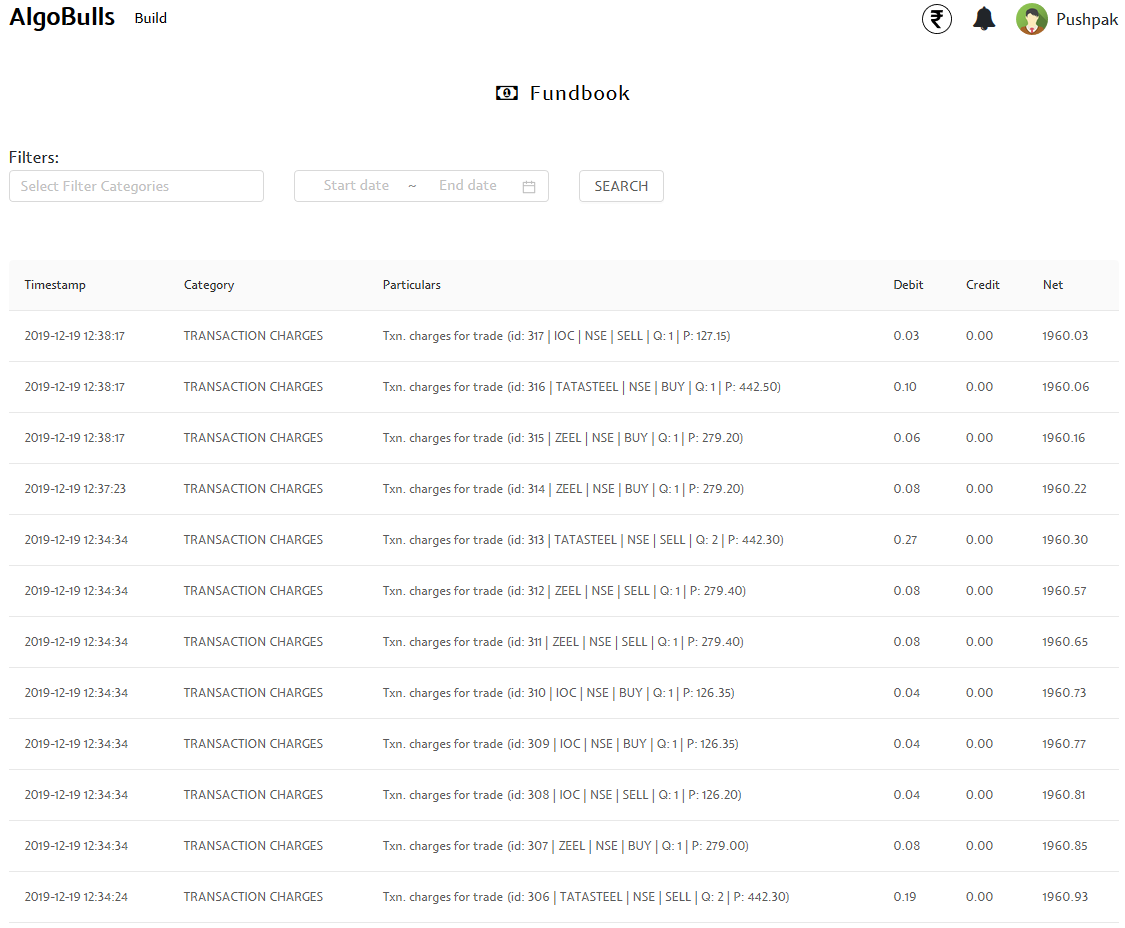 AlgoBulls Build ₹ Pushpak
Fundbook
Filters:
Select Filter Categories Start date ~ End date SEARCH
Timestamp Category Particulars Debit Credit Net
2019-12-19 12:38:17 TRANSACTION CHARGES Txn. charges for trade (id: 317 | IOC | NSE | SELL | Q: 1 | P: 127.15) 0.03 0.00 1960.03
2019-12-19 12:38:17 TRANSACTION CHARGES Txn. charges for trade (id: 316 | TATASTEEL | NSE | BUY | Q: 1 | P: 442.50) 0.10 0.00 1960.06
2019-12-19 12:38:17 TRANSACTION CHARGES Txn. charges for trade (id: 315 | ZEEL | NSE | BUY | Q: 1 | P: 279.20) 0.06 0.00 1960.16
2019-12-19 12:37:23 TRANSACTION CHARGES Txn. charges for trade (id: 314 | ZEEL | NSE | BUY | Q: 1 | P: 279.20) 0.08 0.00 1960.22
2019-12-19 12:34:34 TRANSACTION CHARGES Txn. charges for trade (id: 313 | TATASTEEL | NSE | SELL | Q: 2 | P: 442.30) 0.27 0.00 1960.30
2019-12-19 12:34:34 TRANSACTION CHARGES Txn. charges for trade (id: 312 | ZEEL | NSE | SELL | Q: 1 | P: 279.40) 0.08 0.00 1960.57
2019-12-19 12:34:34 TRANSACTION CHARGES Txn. charges for trade (id: 311 | ZEEL | NSE | SELL | Q: 1 | P: 279.40) 0.08 0.00 1960.65
2019-12-19 12:34:34 TRANSACTION CHARGES Txn. charges for trade (id: 310 | IOC | NSE | BUY | Q: 1 | P: 126.35) 0.04 0.00 1960.73
2019-12-19 12:34:34 TRANSACTION CHARGES Txn. charges for trade (id: 309 | IOC | NSE | BUY | Q: 1 | P: 126.35) 0.04 0.00 1960.77
2019-12-19 12:34:34 TRANSACTION CHARGES Txn. charges for trade (id: 308 | IOC | NSE | SELL | Q: 1 | P: 126.20) 0.04 0.00 1960.81
2019-12-19 12:34:34 TRANSACTION CHARGES Txn. charges for trade (id: 307 | ZEEL | NSE | BUY | Q: 1 | P: 279.00) 0.08 0.00 1960.85
2019-12-19 12:34:24 TRANSACTION CHARGES Txn. charges for trade (id: 306 | TATASTEEL | NSE | SELL | Q: 2 | P: 442.30) 0.19 0.00 1960.93